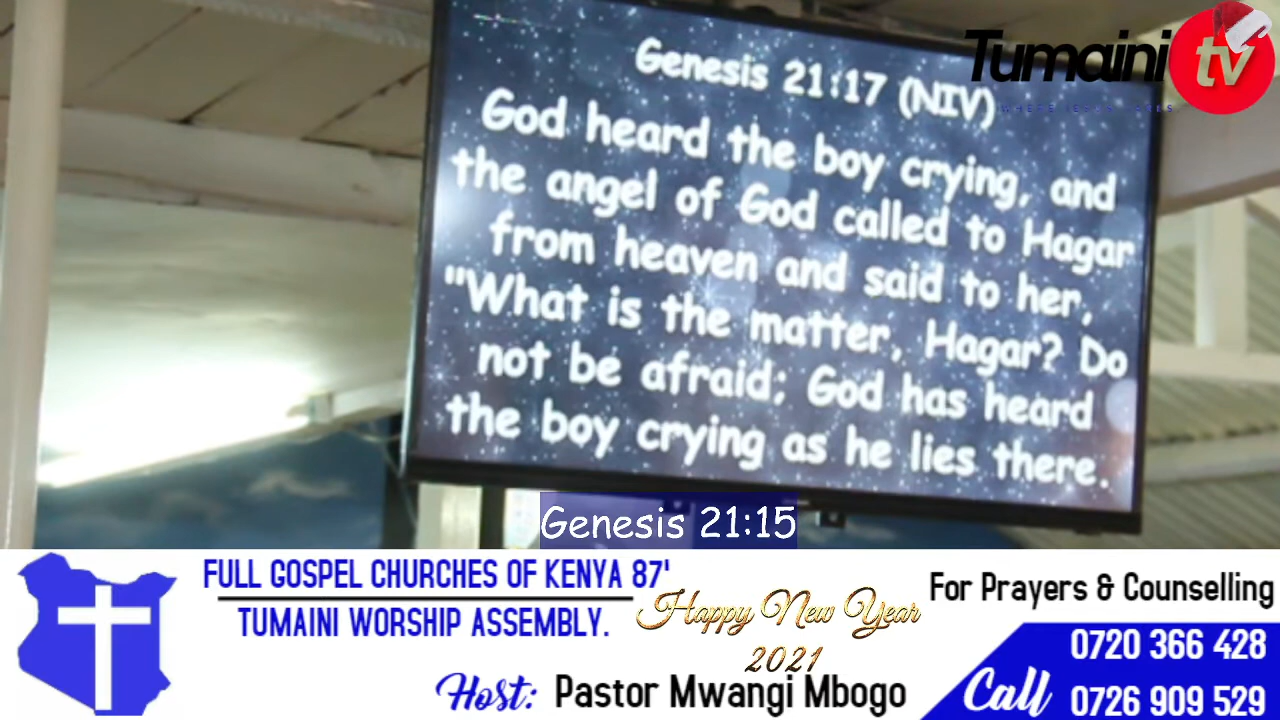 Tumaini tv
Genesis 21:17 (NIV)
God heard the boy crying, and
the angel of God called to Hagar
from heaven and said to her,
"What is the matter, Hagar? Do
not be afraid; God has heard
the boy crying as he lies there.
Genesis 21:15
FULL GOSPEL CHURCHES OF KENYA 87'
TUMAINI WORSHIP ASSEMBLY.
Happy New Year
2021
Host: Pastor Mwangi Mbogo
For Prayers & Counselling
Call
0720 366 428
0726 909 529